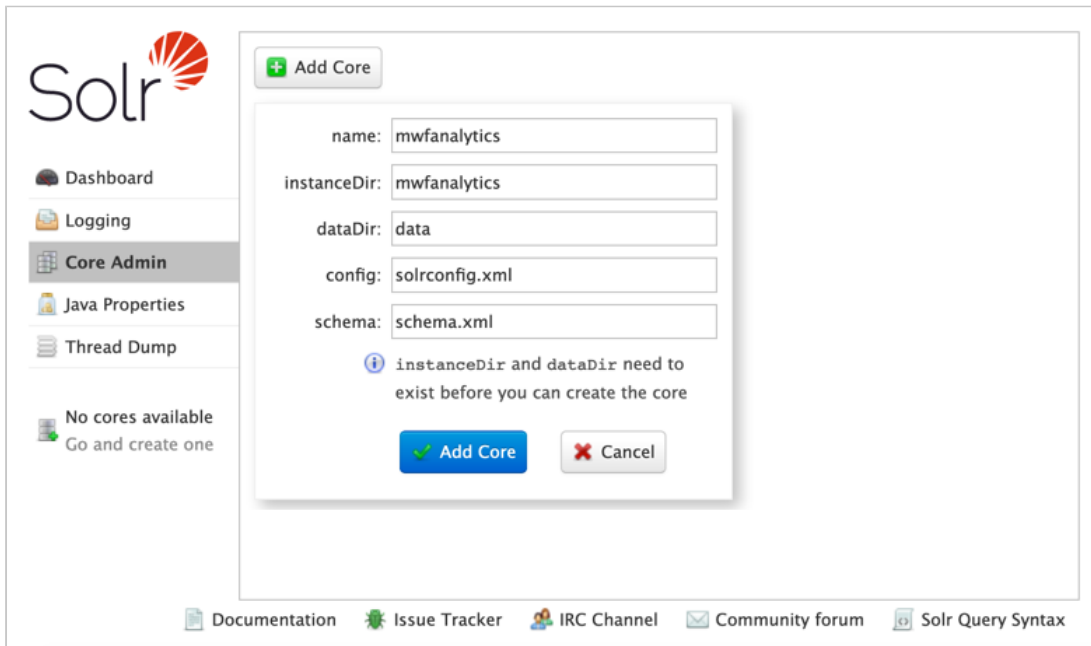 Solr
Dashboard
Logging
Core Admin
Java Properties
Thread Dump
No cores available
Go and create one
Add Core
name: mwfanalytics
instanceDir: mwfanalytics
dataDir: data
config: solrconfig.xml
schema: schema.xml
instanceDir and dataDir need to
exist before you can create the core
Add Core Cancel
Documentation Issue Tracker IRC Channel Community forum Solr Query Syntax